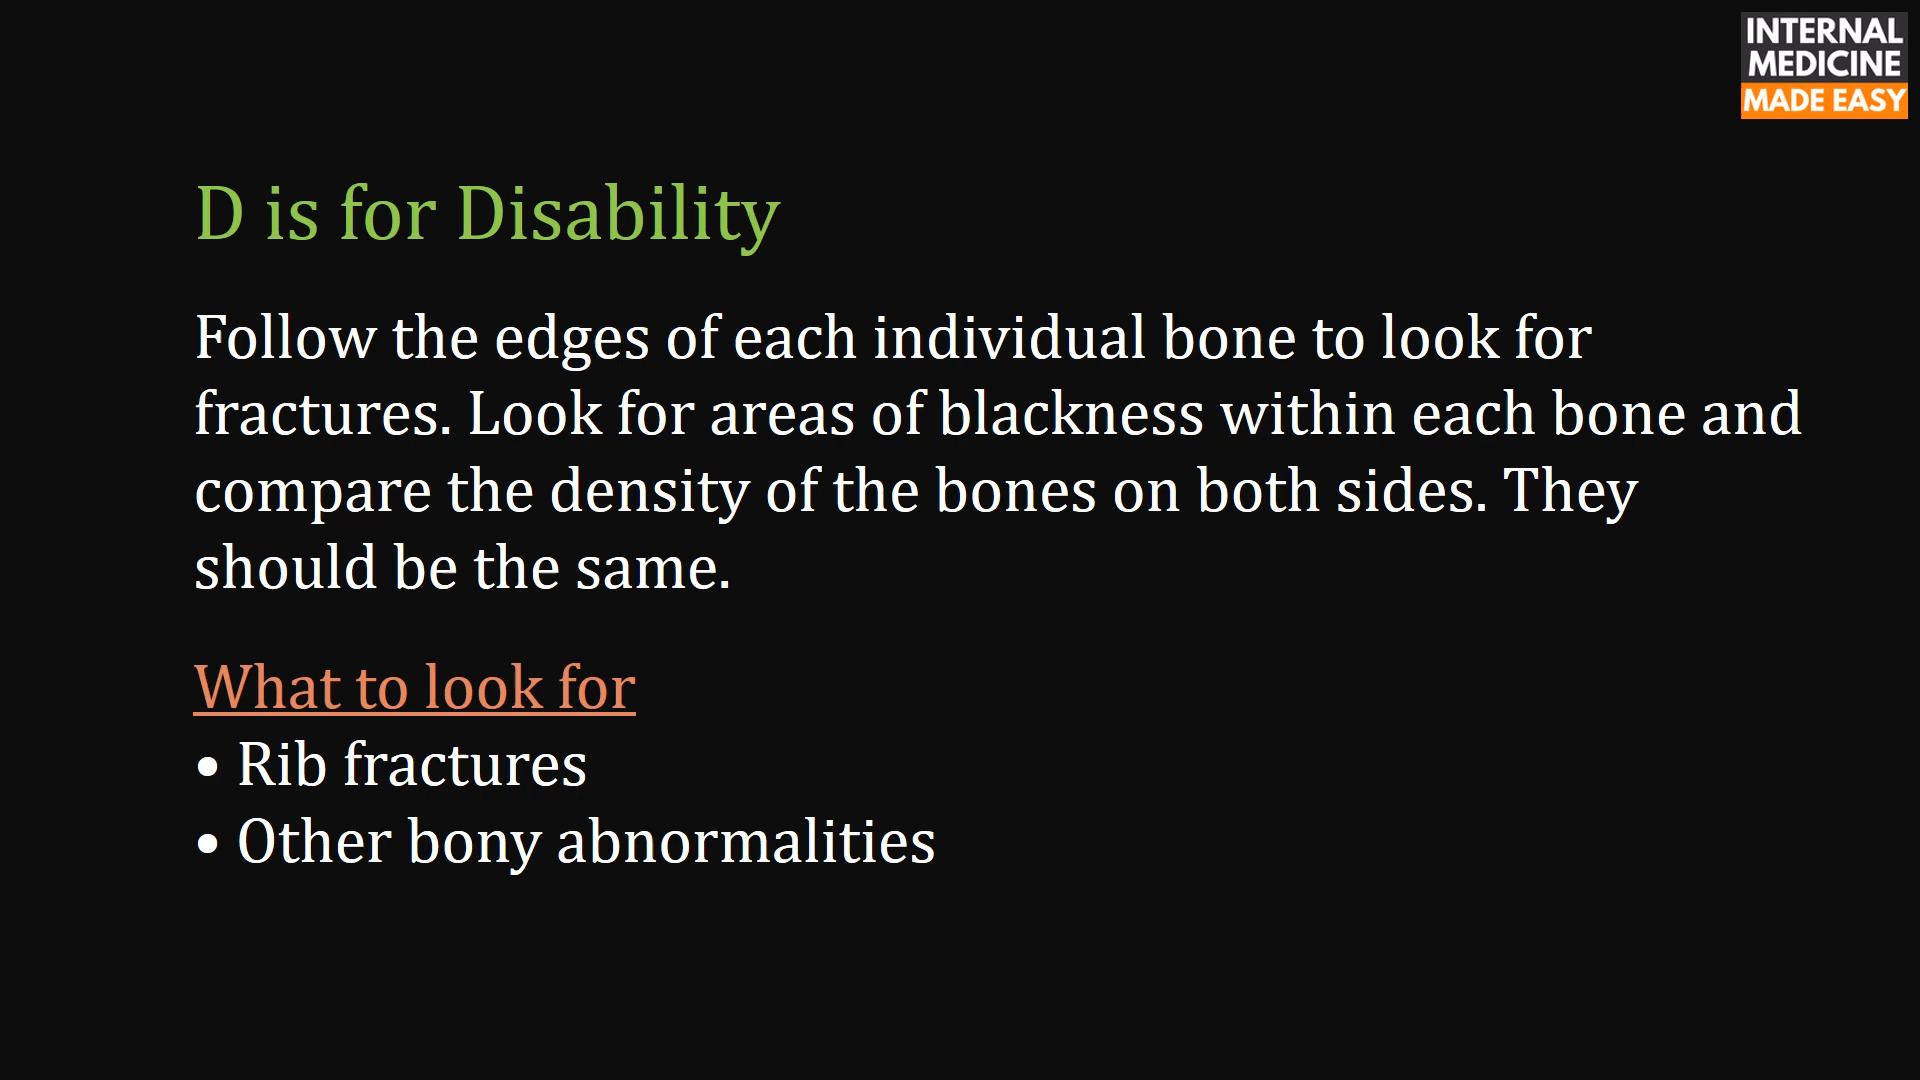 INTERNAL
MEDICINE
MADE EASY
D is for Disability
Follow the edges of each individual bone to look for
fractures. Look for areas of blackness within each bone and
compare the density of the bones on both sides. They
should be the same.
What to look for
• Rib fractures
• Other bony abnormalities